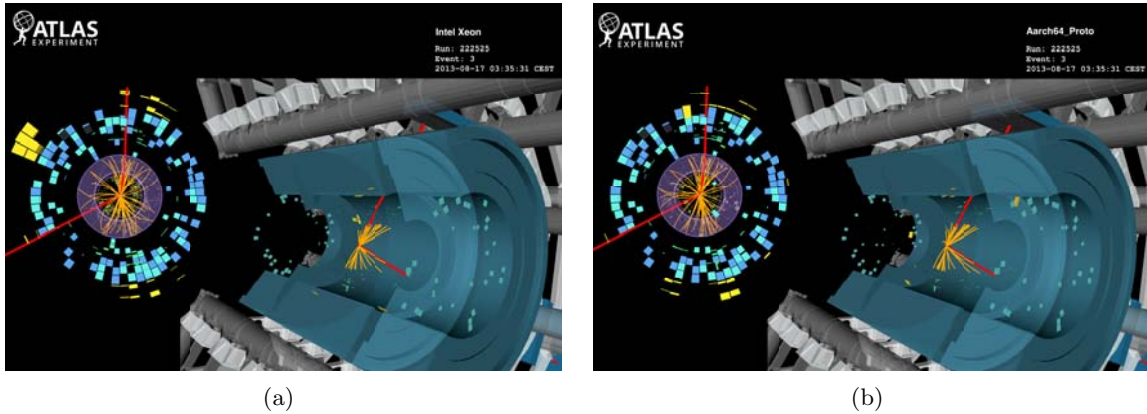 ATLAS
EXPERIMENT
Intel Xeon
Run: 222525
Event: 3
2013-08-17 03:35:31 CEST
(a)
ATLAS
EXPERIMENT
Aarch64_Proto
Run: 222525
Event: 3
2013-08-17 03:35:31 CEST
(b)